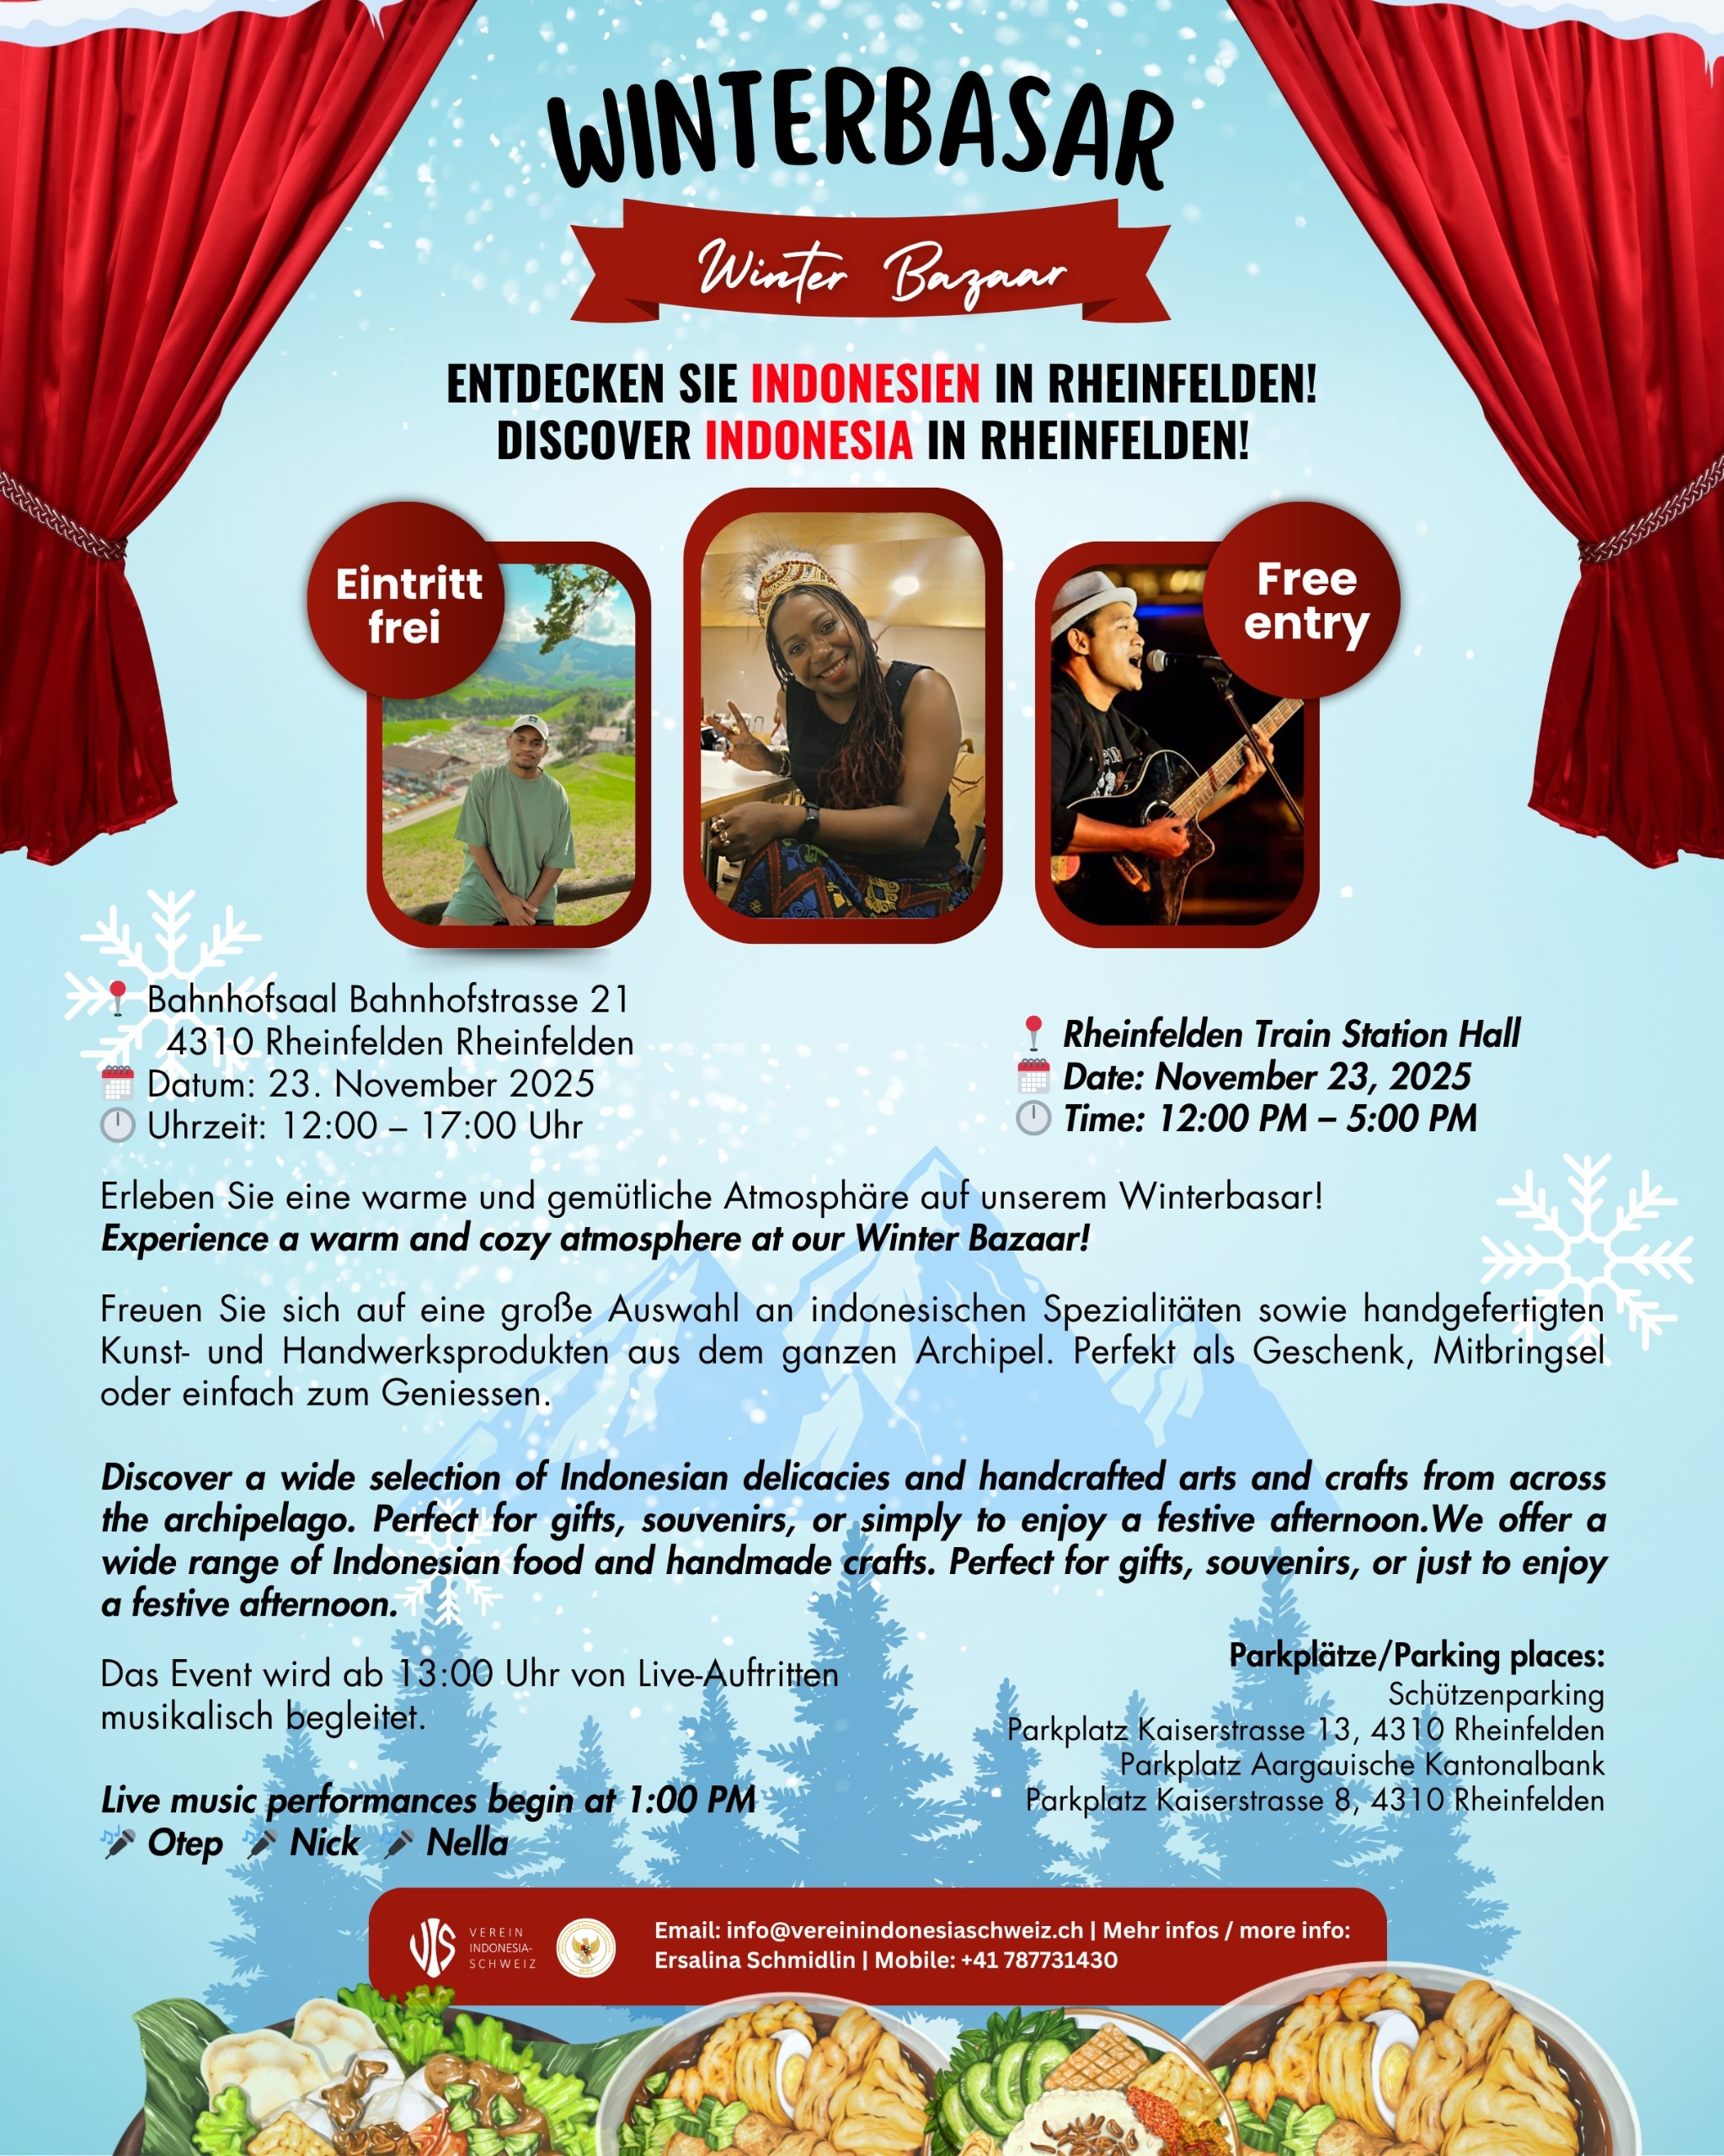 WINTERBASAR
Winter Bazaar
ENTDECKEN SIE INDONESIEN IN RHEINFELDEN!
DISCOVER INDONESIA IN RHEINFELDEN!
Eintritt
frei
Free
entry
Bahnhofsaal Bahnhofstrasse 21
4310 Rheinfelden Rheinfelden
Datum: 23. November 2025
Uhrzeit: 12:00 – 17:00 Uhr
Rheinfelden Train Station Hall
Date: November 23, 2025
Time: 12:00 PM – 5:00 PM
Erleben Sie eine warme und gemütliche Atmosphäre auf unserem Winterbasar!
Experience a warm and cozy atmosphere at our Winter Bazaar!
Freuen Sie sich auf eine große Auswahl an indonesischen Spezialitäten sowie handgefertigten
Kunst- und Handwerksprodukten aus dem ganzen Archipel. Perfekt als Geschenk, Mitbringsel
oder einfach zum Geniessen.
Discover a wide selection of Indonesian delicacies and handcrafted arts and crafts from across
the archipelago. Perfect for gifts, souvenirs, or simply to enjoy a festive afternoon.We offer a
wide range of Indonesian food and handmade crafts. Perfect for gifts, souvenirs, or just to enjoy
a festive afternoon.
Das Event wird ab 13:00 Uhr von Live-Auftritten
musikalisch begleitet.
Live music performances begin at 1:00 PM
Otep Nick Nella
Parkplätze/Parking places:
Schützenparking
Parkplatz Kaiserstrasse 13, 4310 Rheinfelden
Parkplatz Aargauische Kantonalbank
Parkplatz Kaiserstrasse 8, 4310 Rheinfelden
VIS
VEREIN
INDONESIA-
SCHWEIZ
Email: info@vereinindonesiaschweiz.ch | Mehr infos / more info:
Ersalina Schmidlin | Mobile: +41 787731430